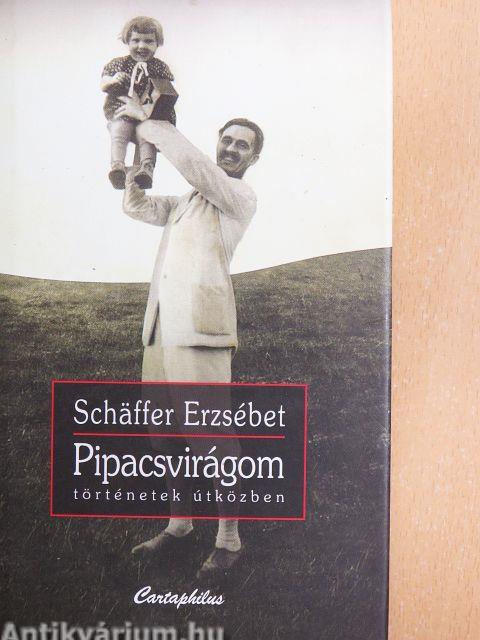 Schäffer Erzsébet
Pipacsvirágom
történetek útközben
Cartaphilus
Antikvárium.hu